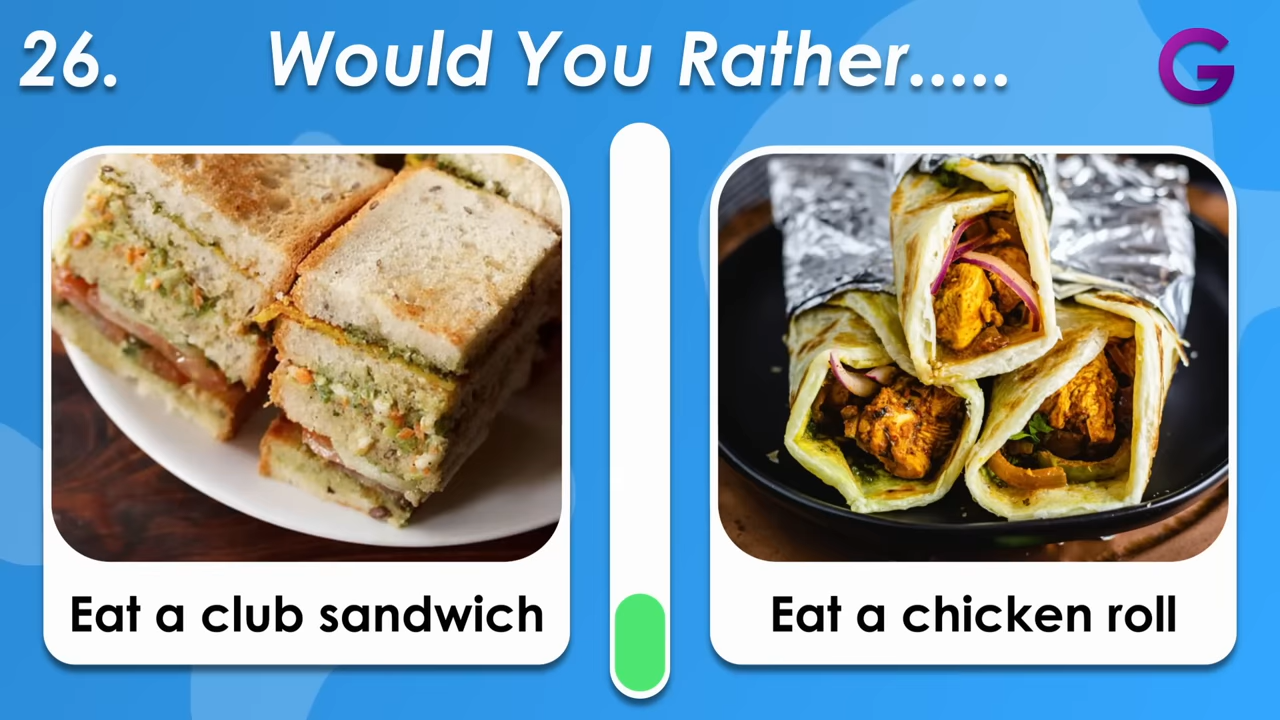 26.
Would You Rather.....
G
Eat a club sandwich
Eat a chicken roll